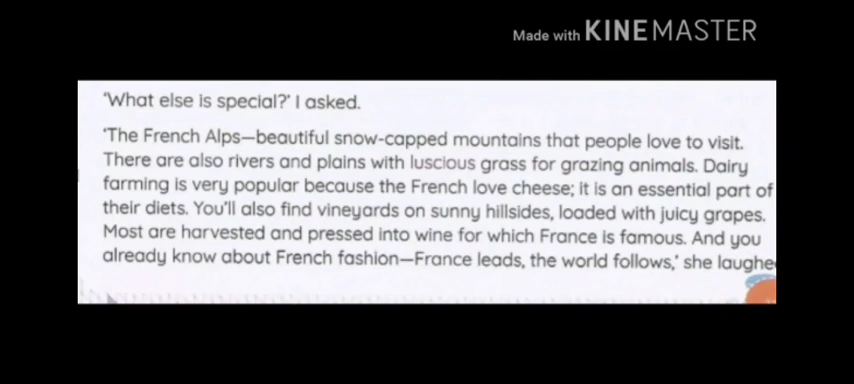 Made with KINEMASTER
'What else is special?' I asked.
'The French Alps—beautiful snow-capped mountains that people love to visit.
There are also rivers and plains with luscious grass for grazing animals. Dairy
farming is very popular because the French love cheese; it is an essential part of
their diets. You'll also find vineyards on sunny hillsides, loaded with juicy grapes.
Most are harvested and pressed into wine for which France is famous. And you
already know about French fashion—France leads, the world follows,' she laughe